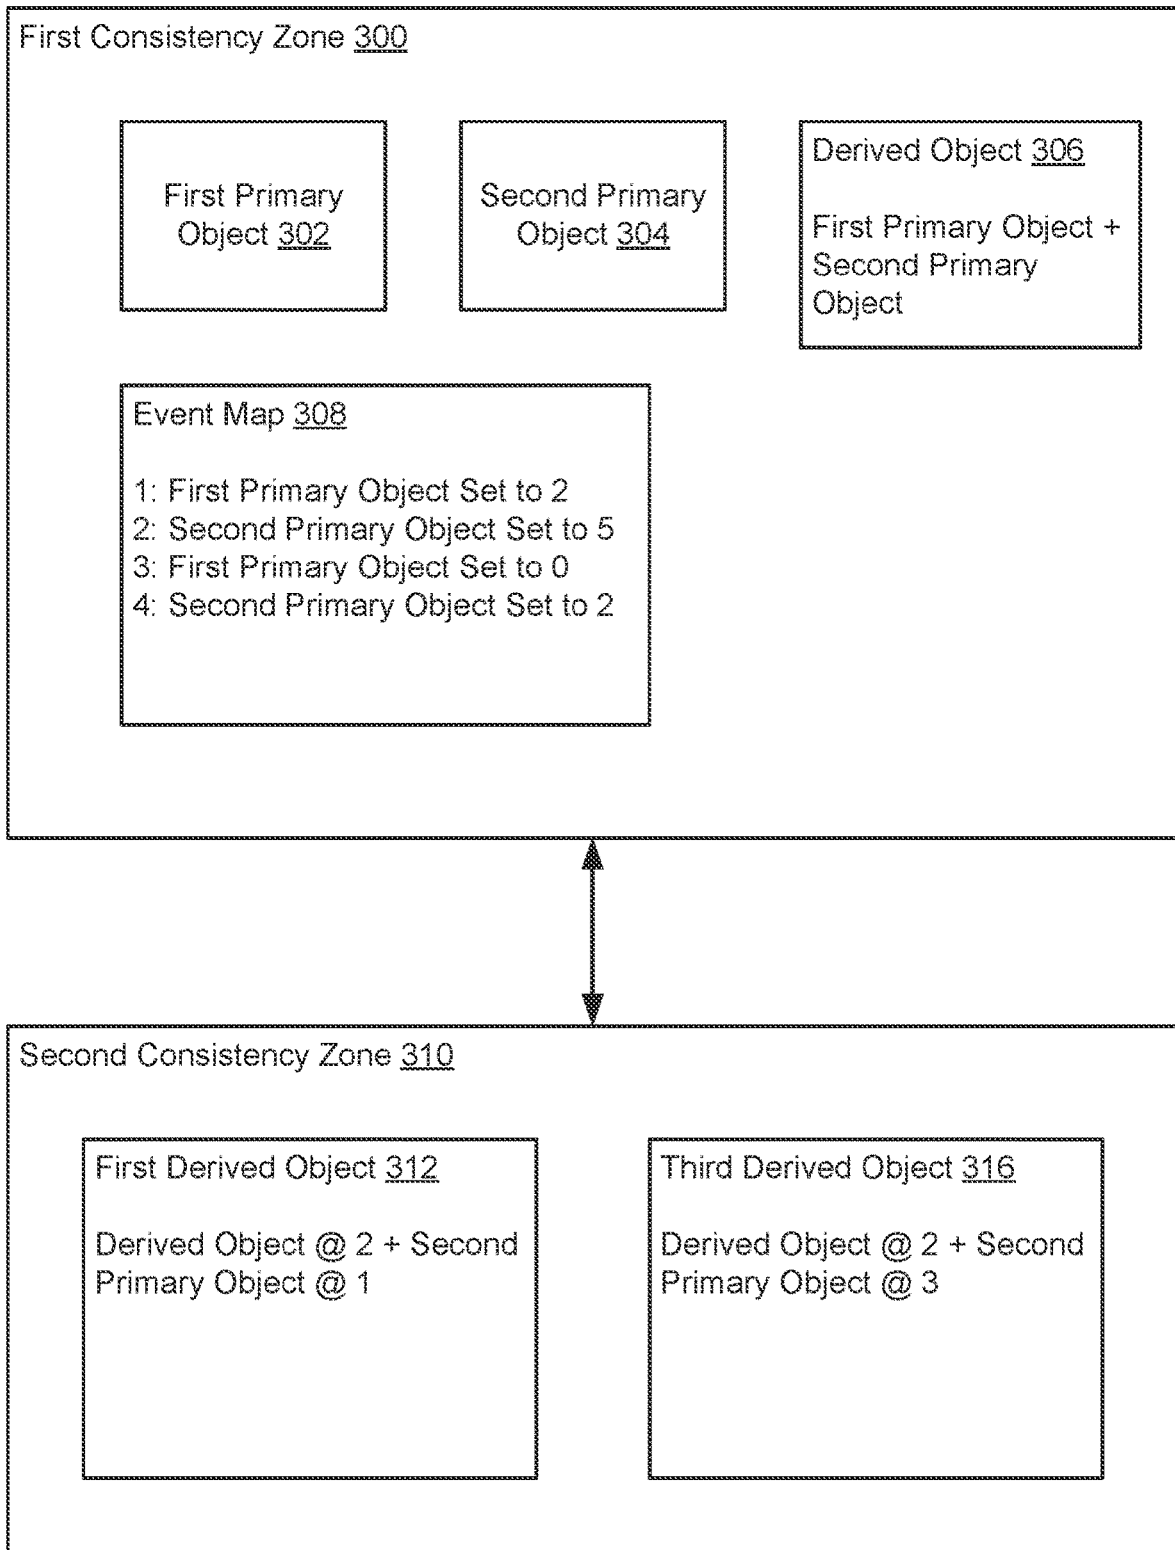 First Consistency Zone 300
First Primary
Object 302
Second Primary
Object 304
Derived Object 306
First Primary Object +
Second Primary
Object
Event Map 308
1: First Primary Object Set to 2
2: Second Primary Object Set to 5
3: First Primary Object Set to 0
4: Second Primary Object Set to 2
Second Consistency Zone 310
First Derived Object 312
Derived Object @ 2 + Second
Primary Object @ 1
Third Derived Object 316
Derived Object @ 2 + Second
Primary Object @ 3